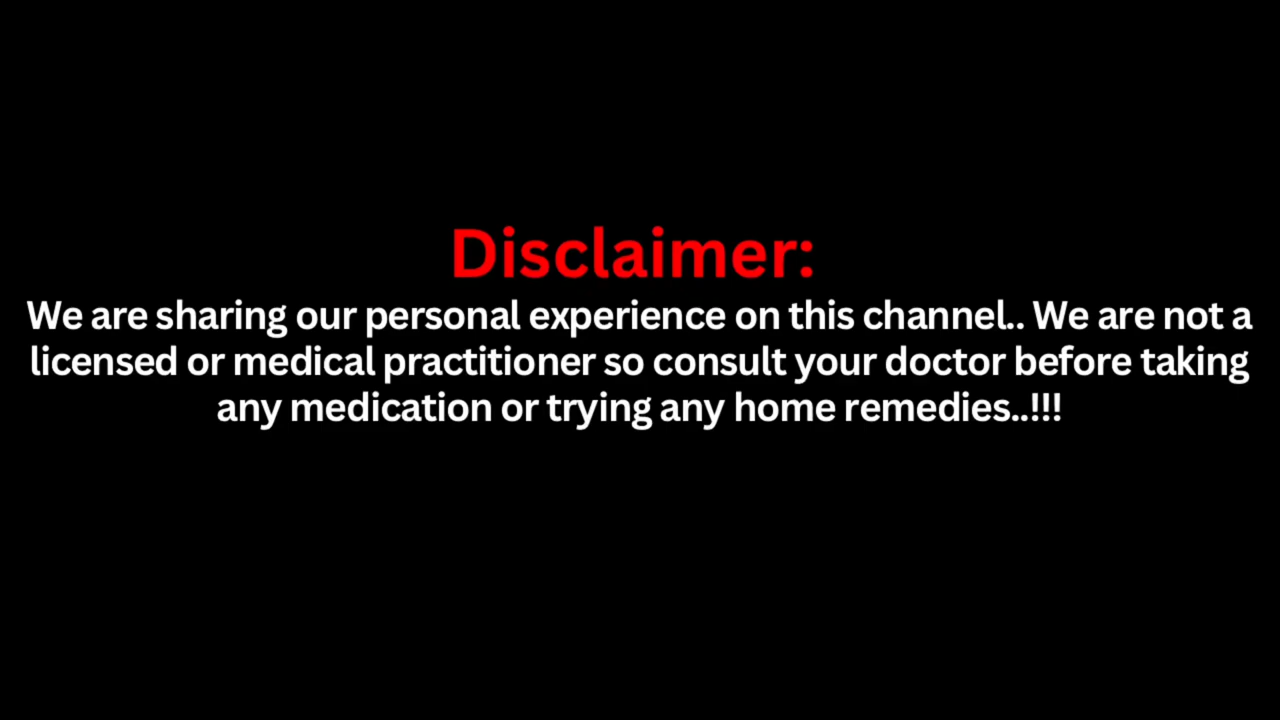 Disclaimer:
We are sharing our personal experience on this channel.. We are not a
licensed or medical practitioner so consult your doctor before taking
any medication or trying any home remedies..!!!